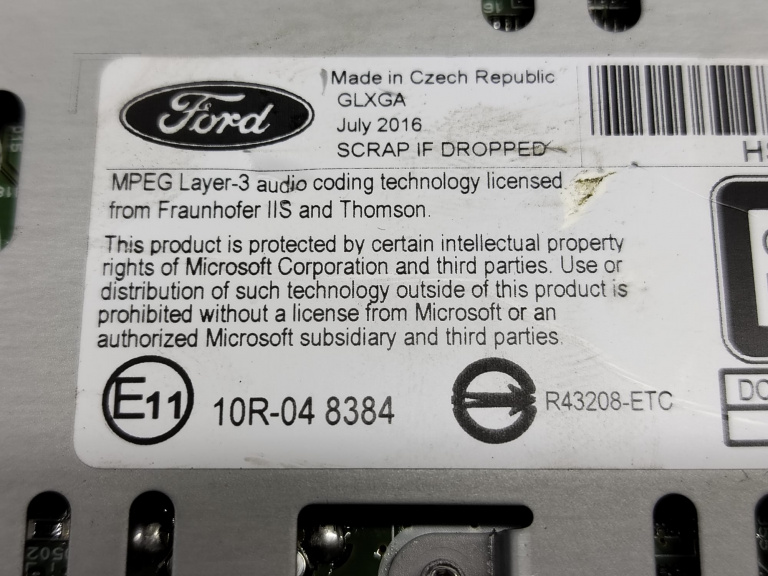 Ford
Made in Czech Republic
GLXGA
July 2016
SCRAP IF DROPPED
MPEG Layer-3 audio coding technology licensed
from Fraunhofer IIS and Thomson.
This product is protected by certain intellectual property
rights of Microsoft Corporation and third parties. Use or
distribution of such technology outside of this product is
prohibited without a license from Microsoft or an
authorized Microsoft subsidiary and third parties.
E11
10R-04 8384
R43208-ETC